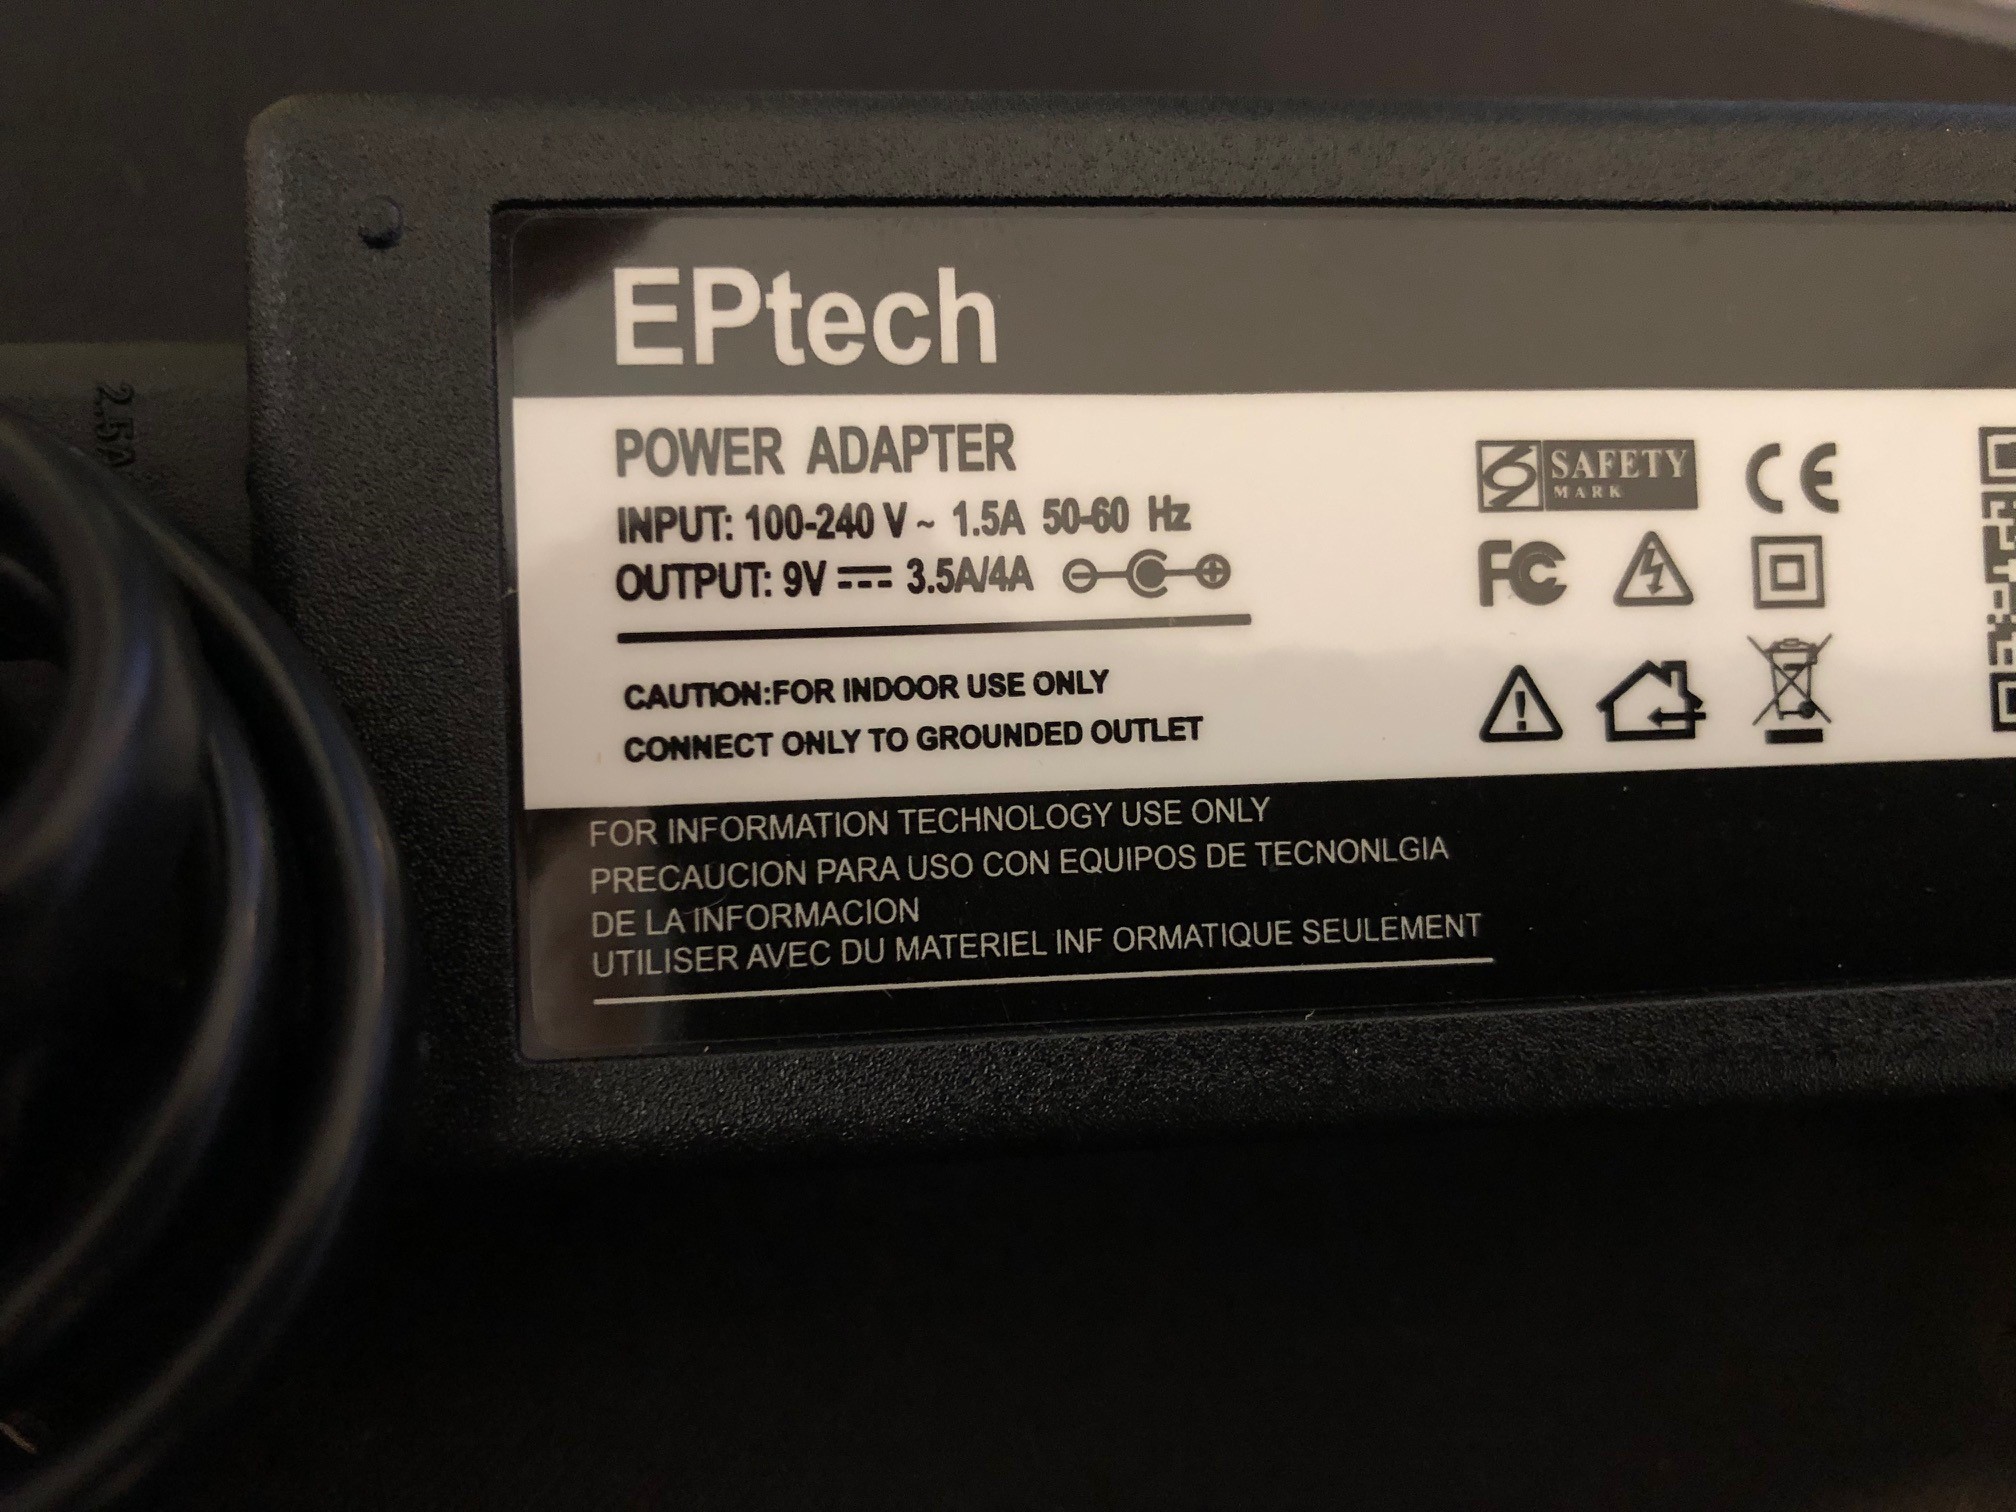 EPtech
POWER ADAPTER
INPUT: 100-240 V ~ 1.5A 50-60 Hz
OUTPUT: 9V ⎓ 3.5A/4A
CAUTION:FOR INDOOR USE ONLY
CONNECT ONLY TO GROUNDED OUTLET
SAFETY
MARK
CE
FC
FOR INFORMATION TECHNOLOGY USE ONLY
PRECAUCION PARA USO CON EQUIPOS DE TECNONLGIA
DE LA INFORMACION
UTILISER AVEC DU MATERIEL INF ORMATIQUE SEULEMENT
2.5A